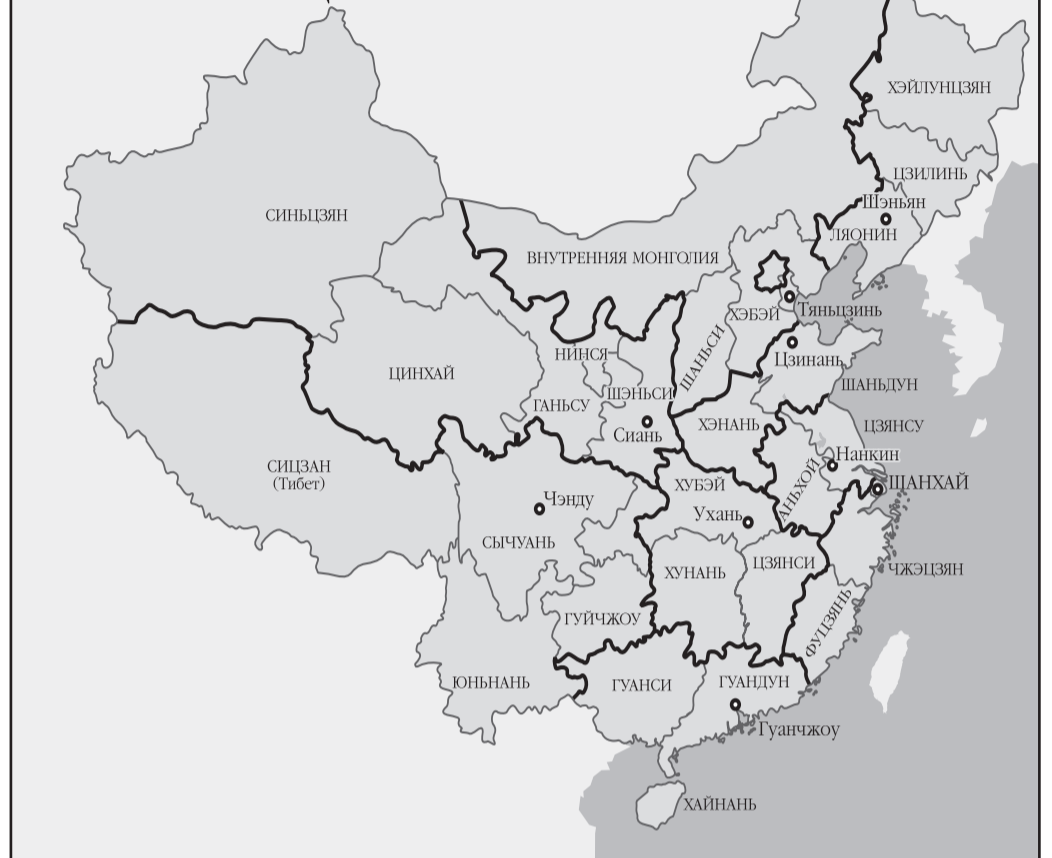 ХЭЙЛУНЦЗЯН
ЦЗИЛИНЬ
Шэньян
ЛЯОНИН
СИНЬЦЗЯН
ВНУТРЕННЯЯ МОНГОЛИЯ
ХЭБЭЙ
Тяньцзинь
ШАНЬСИ
Цзинань
НИНСЯ
ЦИНХАЙ
ГАНЬСУ
ШЭНЬСИ
Сиань
ШАНЬДУН
ХЭНАНЬ
ЦЗЯНСУ
Нанкин
СИЦЗАН
(Тибет)
АНЬХОЙ
ШАНХАЙ
ХУБЭЙ
Ухань
Чэнду
СЫЧУАНЬ
ЦЗЯНСИ
ХУНАНЬ
ЧЖЭЦЗЯН
ГУЙЧЖОУ
ФУЦЗЯНЬ
ЮНЬНАНЬ
ГУАНСИ
ГУАНДУН
Гуанчжоу
ХАЙНАНЬ